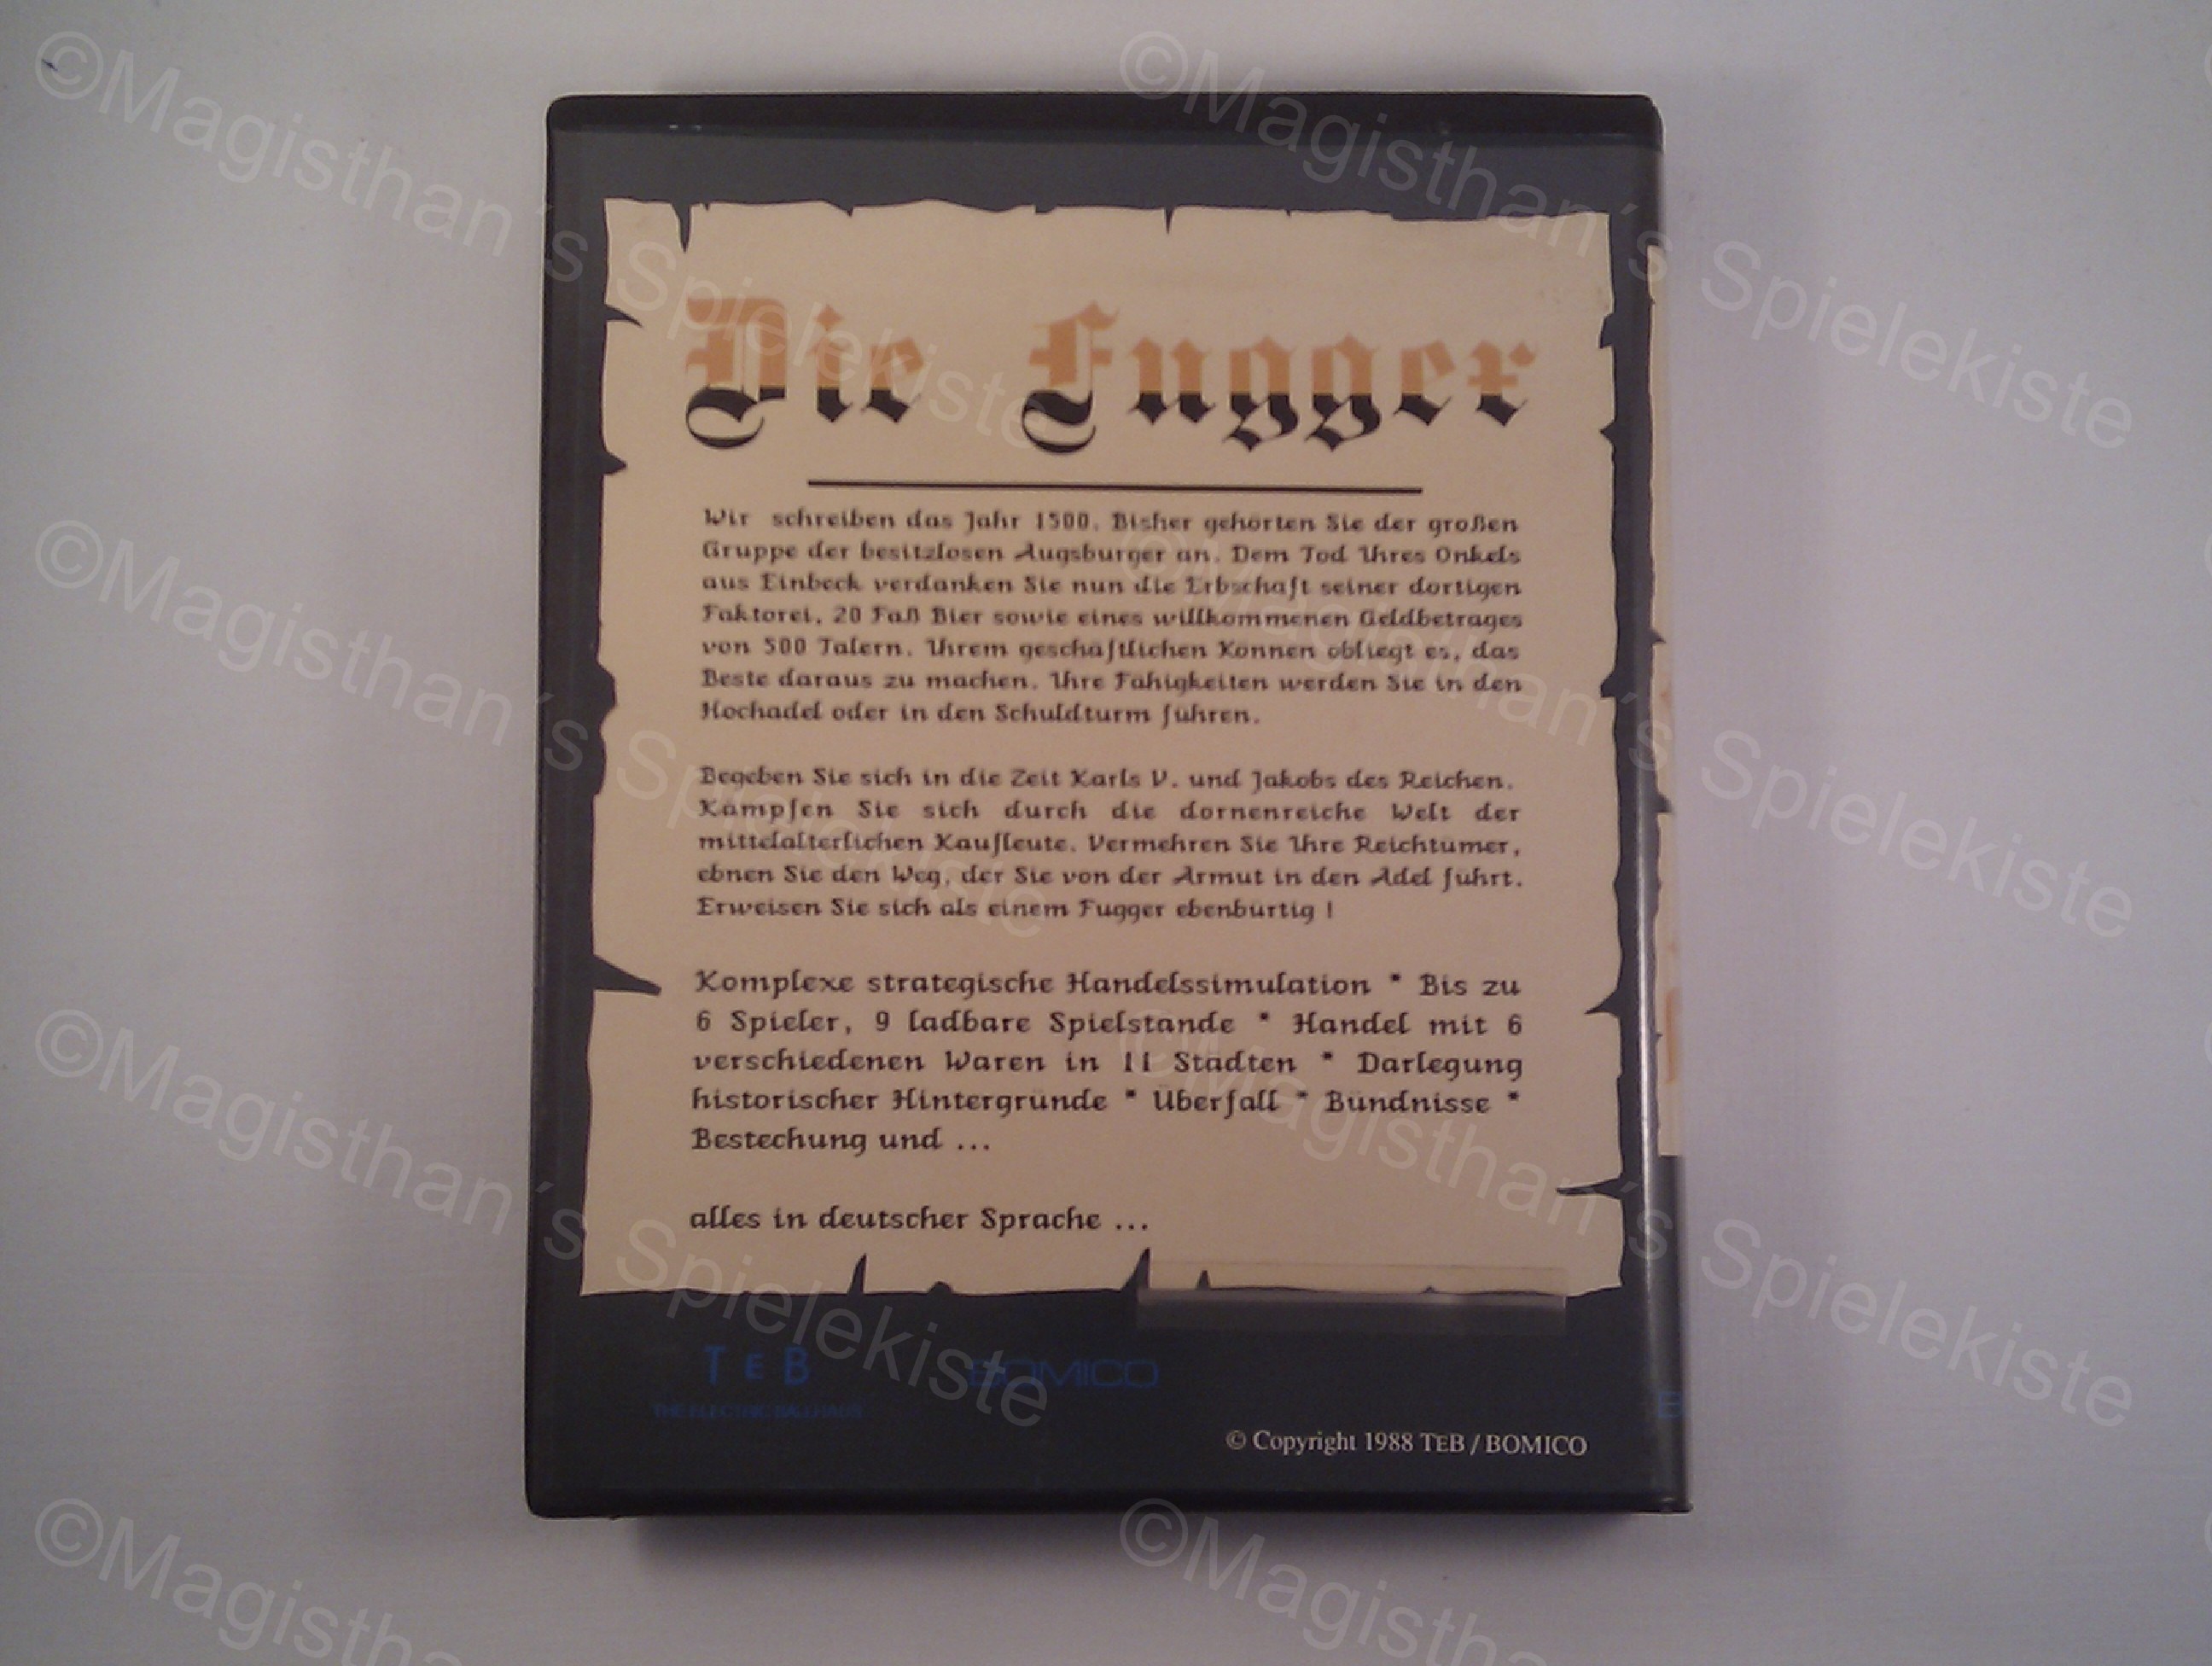 Die Fugger
Wir schreiben das Jahr 1500. Bisher gehörten Sie der großen
Gruppe der besitzlosen Augsburger an. Dem Tod Ihres Onkels
aus Einbeck verdanken Sie nun die Erbschaft seiner dortigen
Faktorei, 20 Faß Bier sowie eines willkommenen Geldbetrages
von 500 Talern. Ihrem geschäftlichen Können obliegt es, das
Beste daraus zu machen. Ihre Fähigkeiten werden Sie in den
Hochadel oder in den Schuldturm führen.
Begeben Sie sich in die Zeit Karls V. und Jakobs des Reichen.
Kämpfen Sie sich durch die dornenreiche Welt der
mittelalterlichen Kaufleute. Vermehren Sie Ihre Reichtümer,
ebnen Sie den Weg, der Sie von der Armut in den Adel führt.
Erweisen Sie sich als einem Fugger ebenbürtig !
Komplexe strategische Handelssimulation * Bis zu
6 Spieler, 9 ladbare Spielstände * Handel mit 6
verschiedenen Waren in 11 Städten * Darlegung
historischer Hintergründe * Überfall * Bündnisse *
Bestechung und ...
alles in deutscher Sprache ...
TEB BOMICO
THE ELECTRIC BALLHAUS
© Copyright 1988 TEB / BOMICO
©Magisthan´s Spielekiste
©Magisthan´s Spielekiste
©Magisthan´s Spielekiste
©Magisthan´s Spielekiste
©Magisthan´s Spielekiste
©Magisthan´s Spielekiste